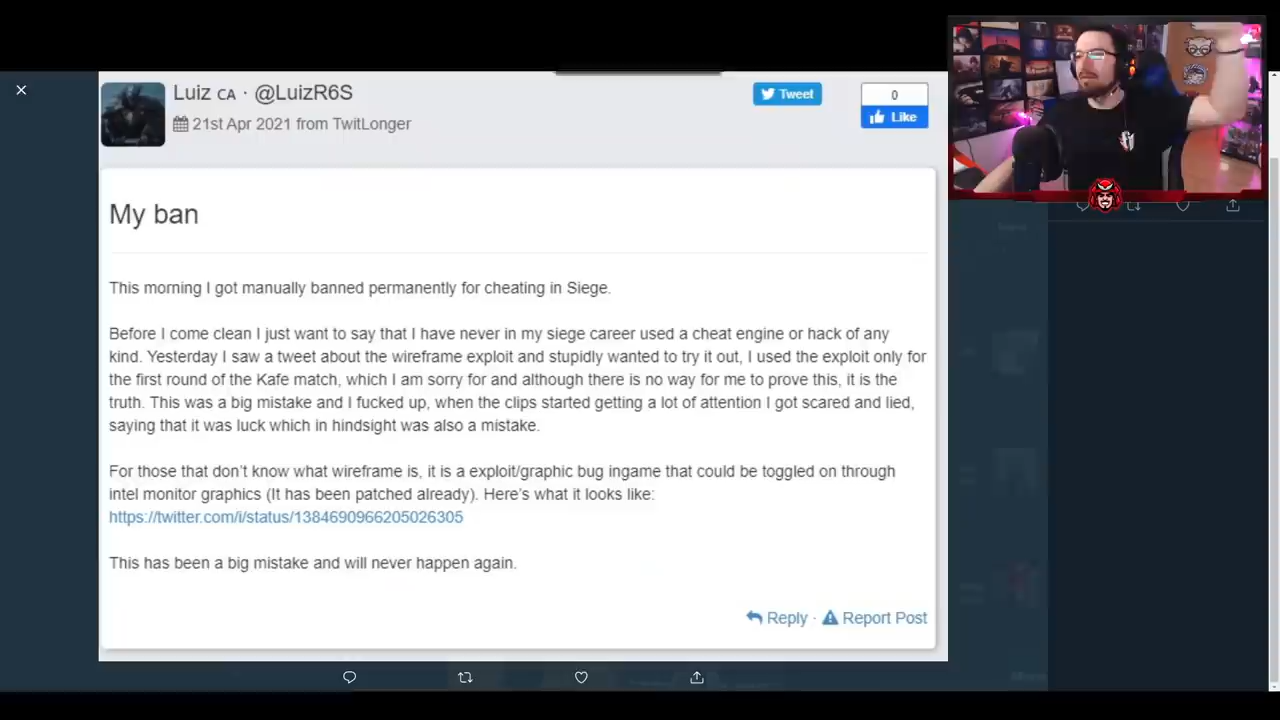 Luiz CA · @LuizR6S
21st Apr 2021 from TwitLonger
Tweet
0
Like
My ban
This morning I got manually banned permanently for cheating in Siege.
Before I come clean I just want to say that I have never in my siege career used a cheat engine or hack of any
kind. Yesterday I saw a tweet about the wireframe exploit and stupidly wanted to try it out, I used the exploit only for
the first round of the Kafe match, which I am sorry for and although there is no way for me to prove this, it is the
truth. This was a big mistake and I fucked up, when the clips started getting a lot of attention I got scared and lied,
saying that it was luck which in hindsight was also a mistake.
For those that don't know what wireframe is, it is a exploit/graphic bug ingame that could be toggled on through
intel monitor graphics (It has been patched already). Here's what it looks like:
https://twitter.com/i/status/1384690966205026305
This has been a big mistake and will never happen again.
Reply · Report Post